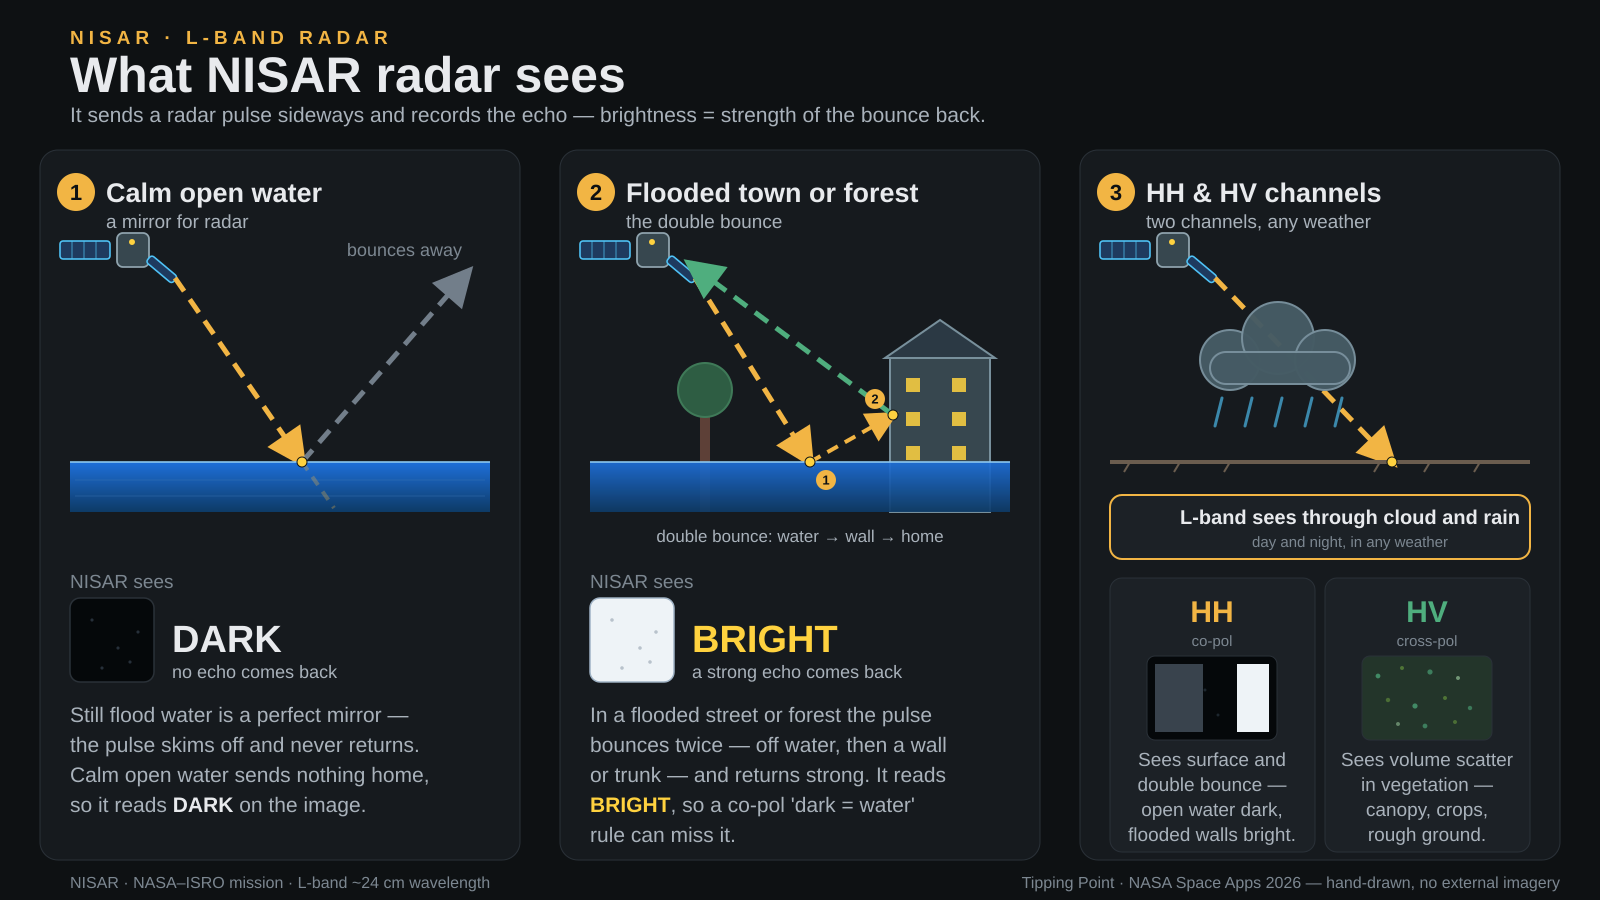 NISAR · L-BAND RADAR
What NISAR radar sees
It sends a radar pulse sideways and records the echo — brightness = strength of the bounce back.
1 Calm open water
a mirror for radar
bounces away
NISAR sees
DARK
no echo comes back
Still flood water is a perfect mirror —
the pulse skims off and never returns.
Calm open water sends nothing home,
so it reads DARK on the image.
2 Flooded town or forest
the double bounce
2
1
double bounce: water → wall → home
NISAR sees
BRIGHT
a strong echo comes back
In a flooded street or forest the pulse
bounces twice — off water, then a wall
or trunk — and returns strong. It reads
BRIGHT, so a co-pol 'dark = water'
rule can miss it.
3 HH & HV channels
two channels, any weather
L-band sees through cloud and rain
day and night, in any weather
HH
co-pol
Sees surface and
double bounce —
open water dark,
flooded walls bright.
HV
cross-pol
Sees volume scatter
in vegetation —
canopy, crops,
rough ground.
NISAR · NASA–ISRO mission · L-band ~24 cm wavelength
Tipping Point · NASA Space Apps 2026 — hand-drawn, no external imagery